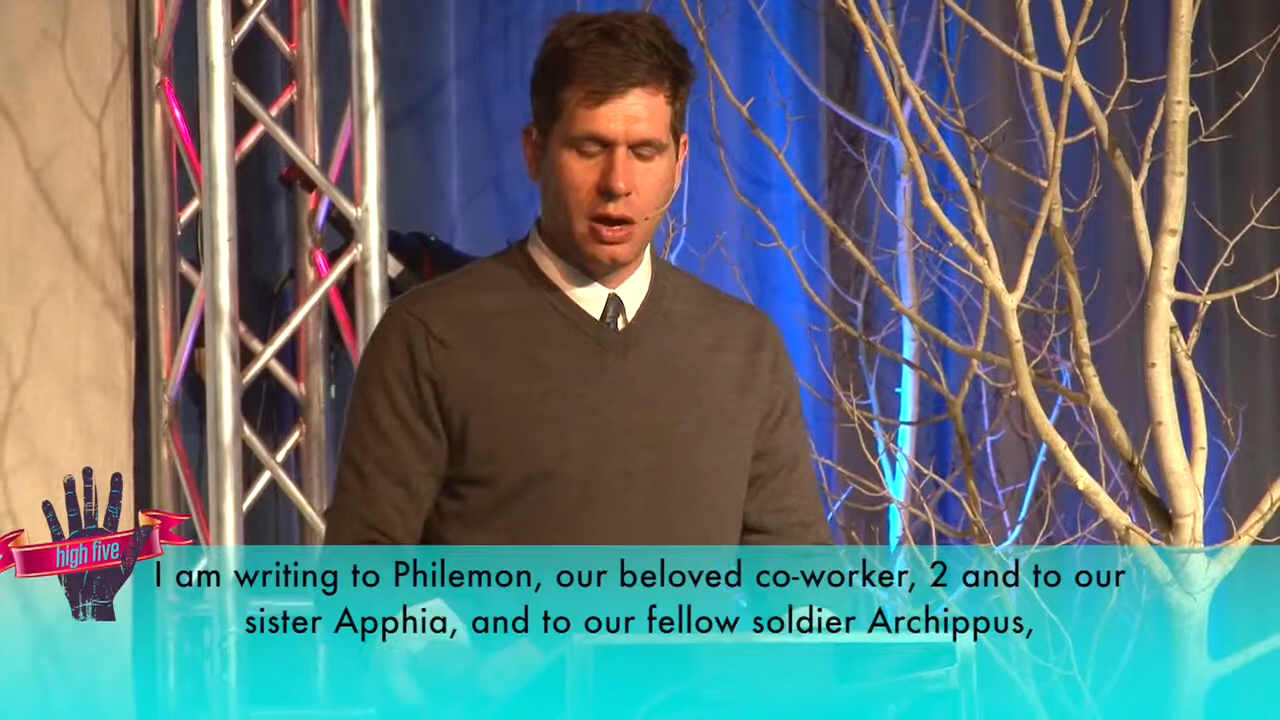 high five
I am writing to Philemon, our beloved co-worker, 2 and to our
sister Apphia, and to our fellow soldier Archippus,